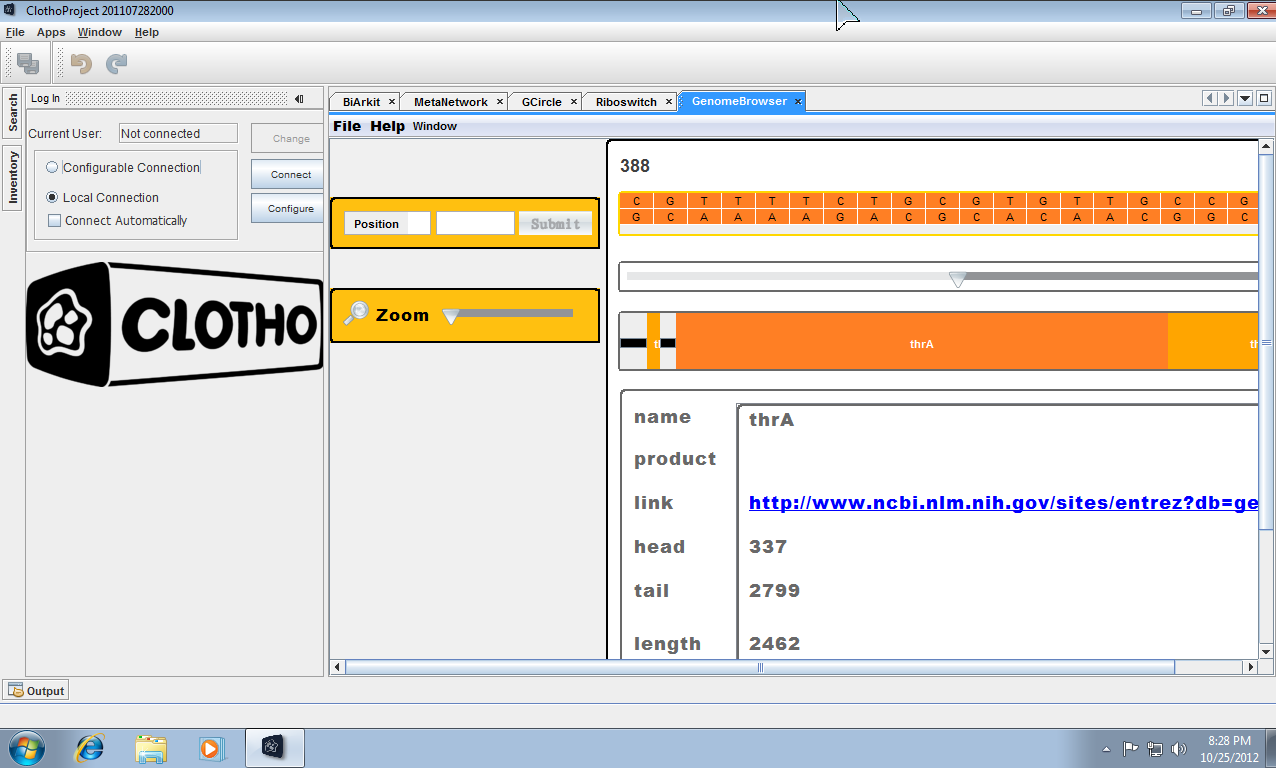 ClothoProject 201107282000
File Apps Window Help
Search
Inventory
Log In
Current User: Not connected
Change
Configurable Connection
Connect
Local Connection
Configure
Connect Automatically
CLOTHO
BiArkit MetaNetwork GCircle Riboswitch GenomeBrowser
File Help Window
Position Submit
Zoom
388
C G T T T T C T G C G T G T T G C C G
G C A A A A G A C G C A C A A C G G C
t thrA th
name thrA
product
link http://www.ncbi.nlm.nih.gov/sites/entrez?db=ge
head 337
tail 2799
length 2462
Output
8:28 PM
10/25/2012